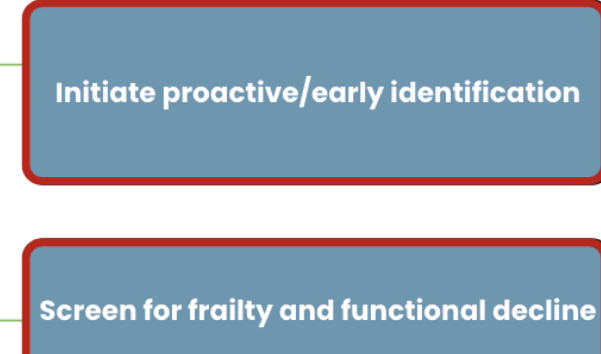 Initiate proactive/early identification
Screen for frailty and functional decline